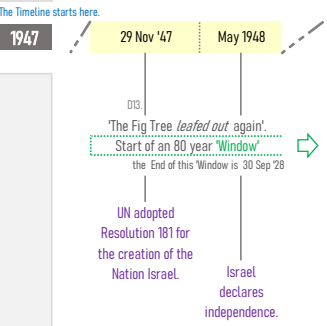 The Timeline starts here.
1947
29 Nov '47
May 1948
D13.
'The Fig Tree leafed out again'.
Start of an 80 year 'Window'
the End of this 'Window is 30 Sep '28
UN adopted
Resolution 181 for
the creation of the
Nation Israel.
Israel
declares
independence.